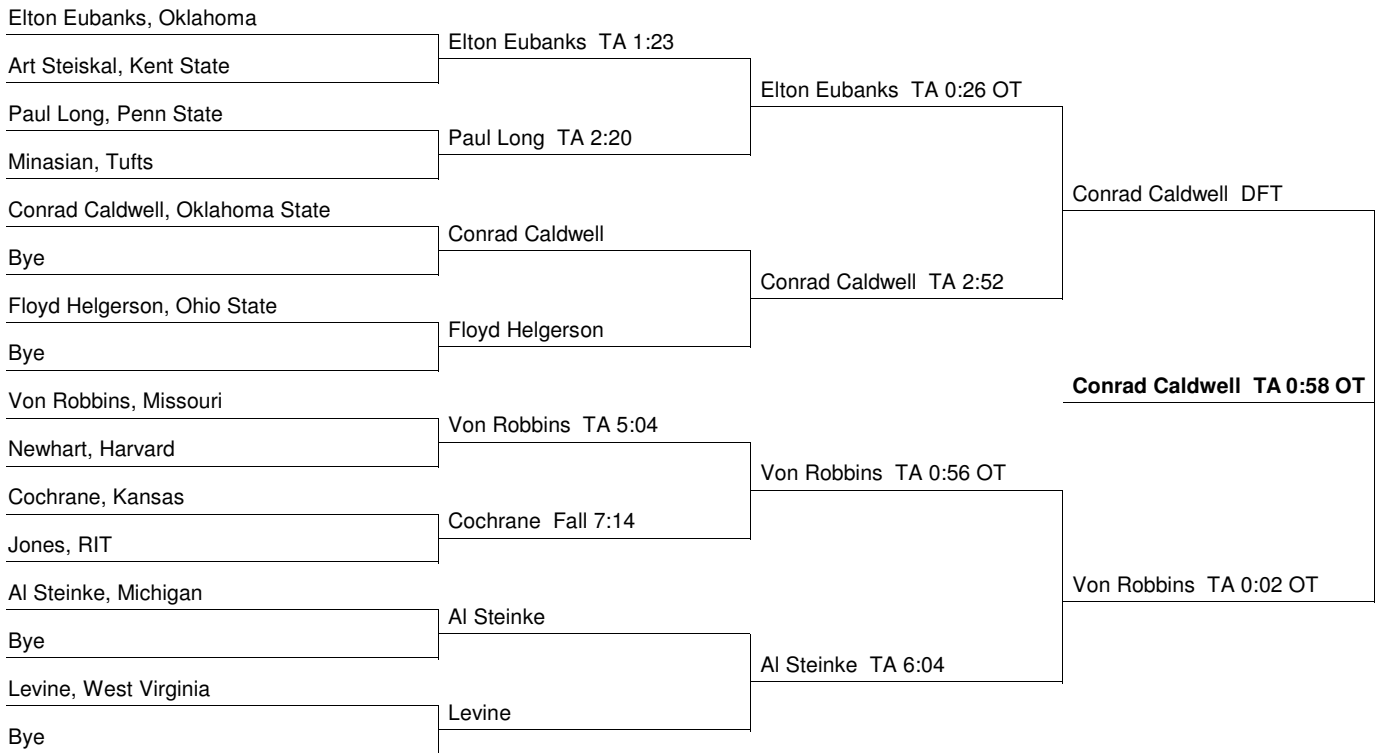 Elton Eubanks, Oklahoma
Art Steiskal, Kent State
Paul Long, Penn State
Minasian, Tufts
Conrad Caldwell, Oklahoma State
Bye
Floyd Helgerson, Ohio State
Bye
Von Robbins, Missouri
Newhart, Harvard
Cochrane, Kansas
Jones, RIT
Al Steinke, Michigan
Bye
Levine, West Virginia
Bye
Elton Eubanks TA 1:23
Paul Long TA 2:20
Conrad Caldwell
Floyd Helgerson
Von Robbins TA 5:04
Cochrane Fall 7:14
Al Steinke
Levine
Elton Eubanks TA 0:26 OT
Conrad Caldwell TA 2:52
Von Robbins TA 0:56 OT
Al Steinke TA 6:04
Conrad Caldwell DFT
Von Robbins TA 0:02 OT
Conrad Caldwell TA 0:58 OT